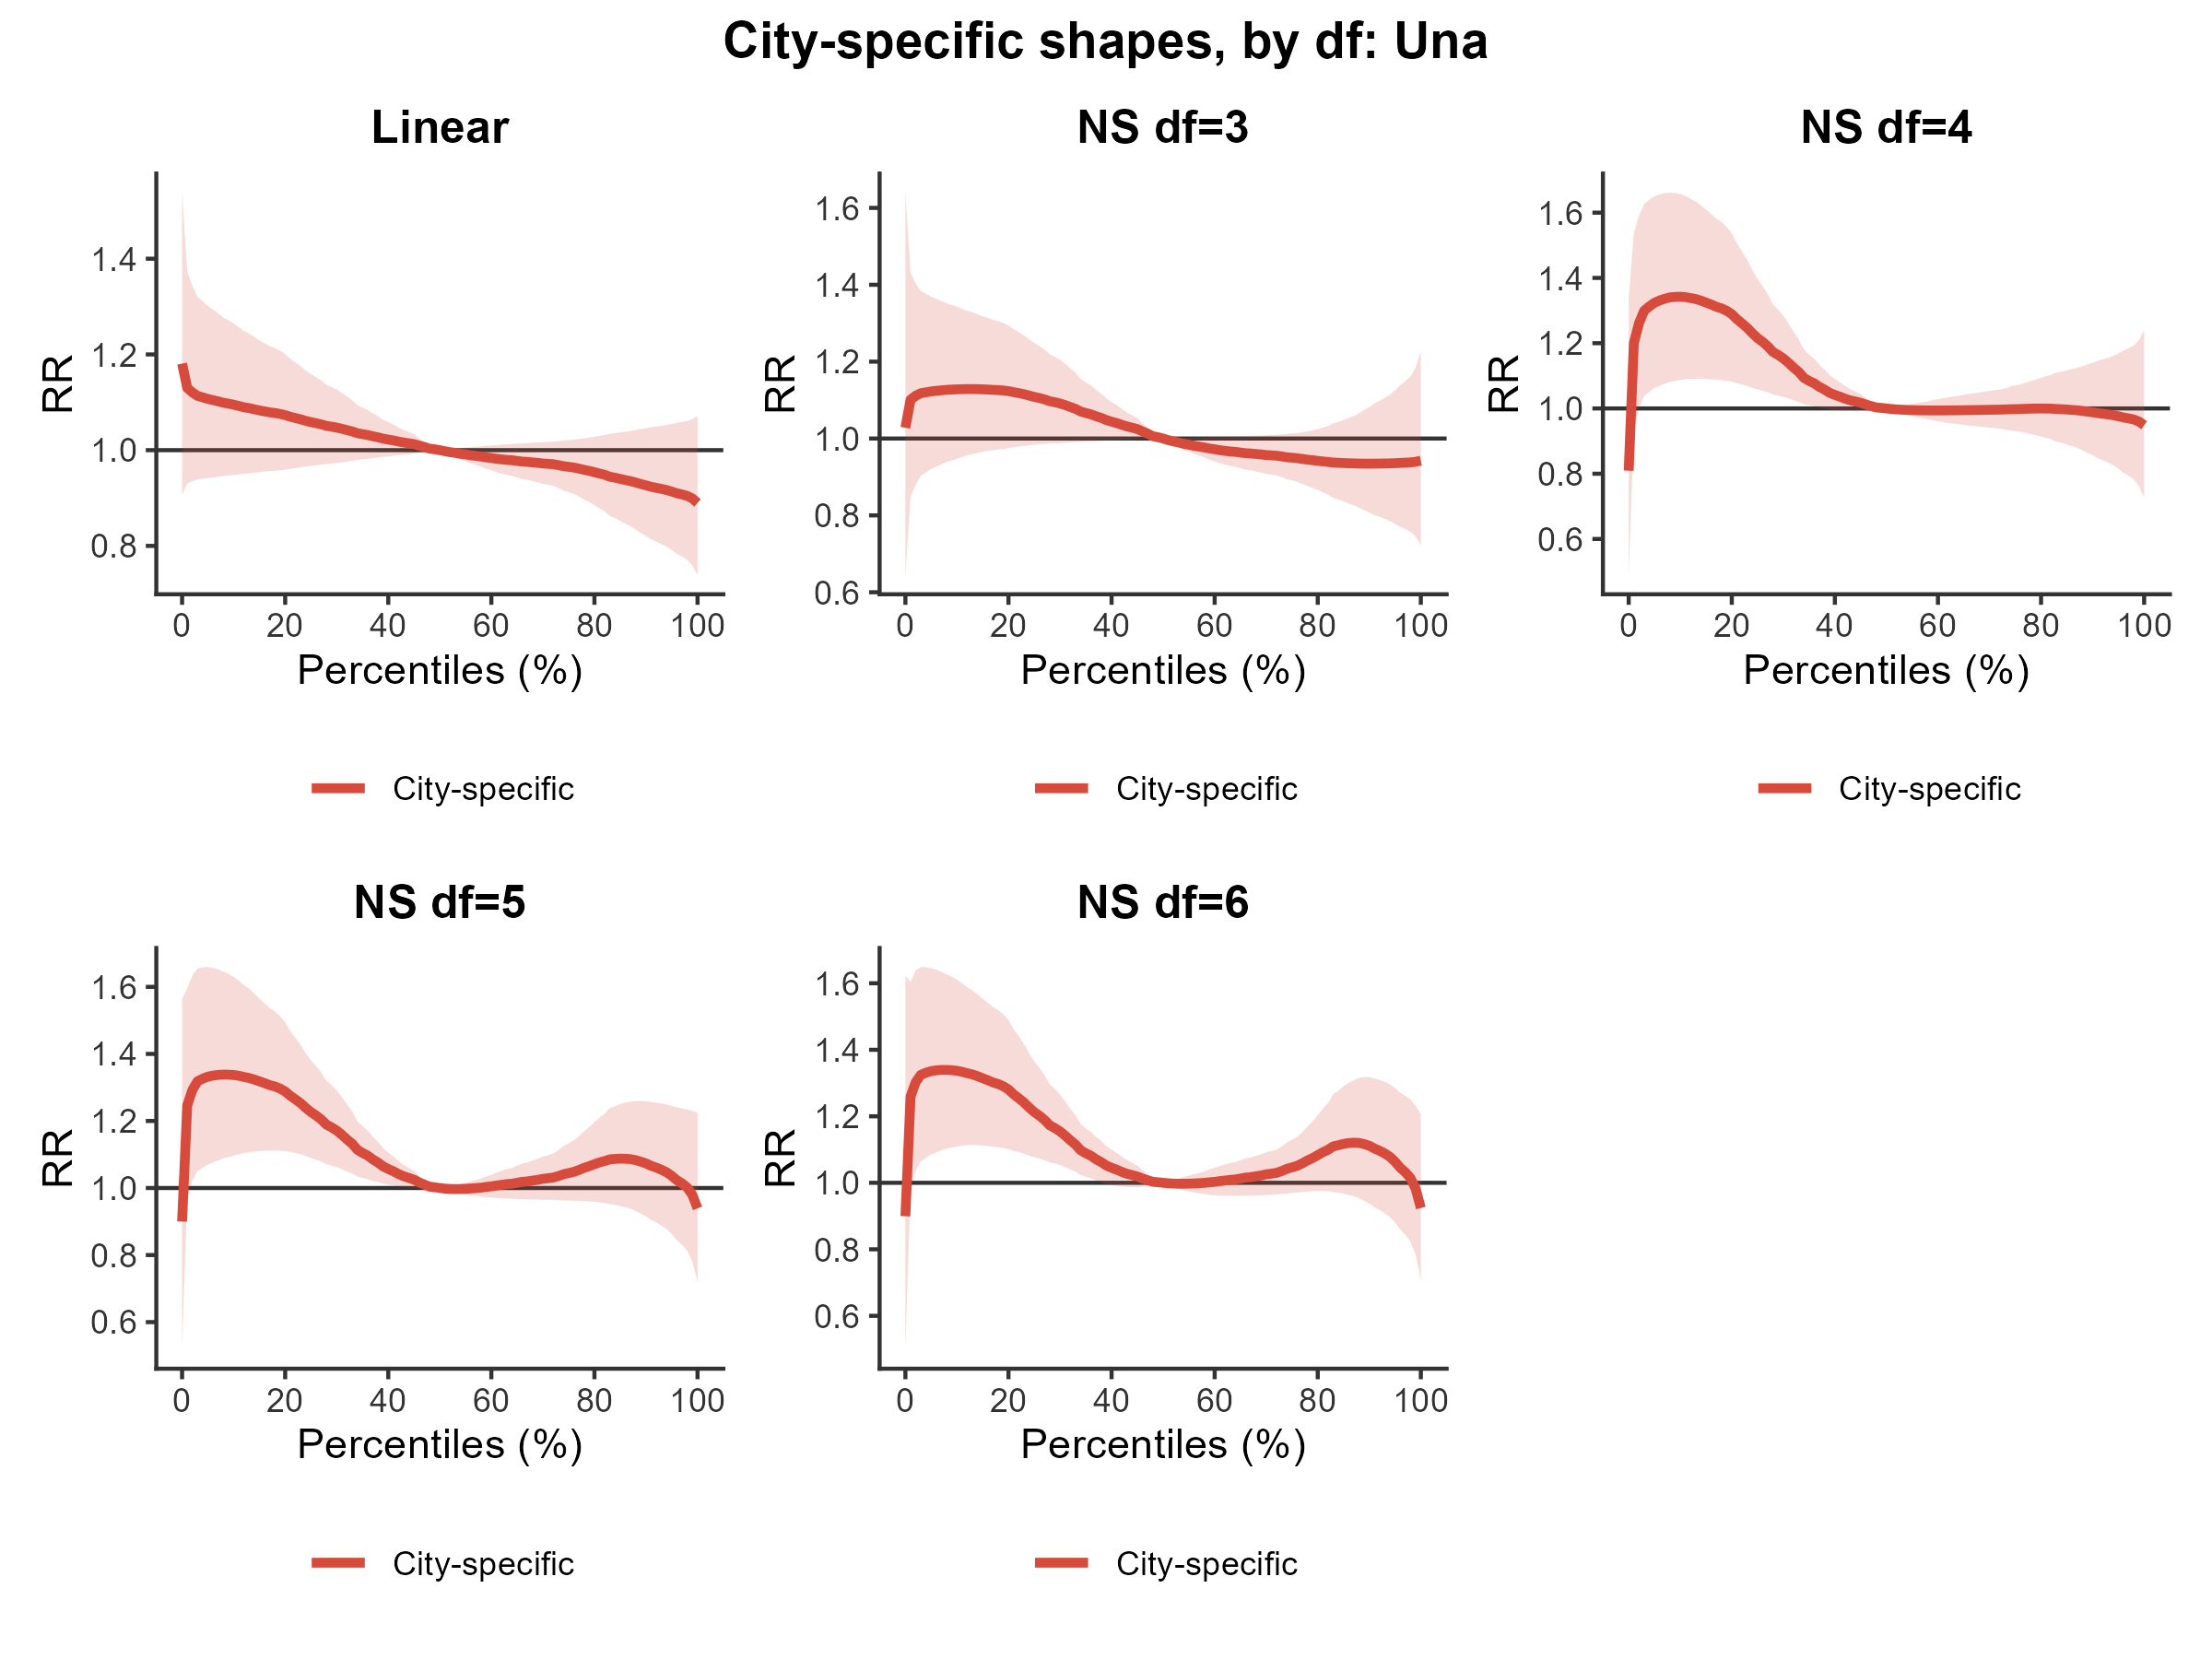 City-specific shapes, by df: Una
Linear
NS df=3
NS df=4
RR
1.4
1.2
1.0
0.8
0 20 40 60 80 100
Percentiles (%)
City-specific
RR
1.6
1.4
1.2
1.0
0.8
0.6
0 20 40 60 80 100
Percentiles (%)
City-specific
RR
1.6
1.4
1.2
1.0
0.8
0.6
0 20 40 60 80 100
Percentiles (%)
City-specific
NS df=5
NS df=6
RR
1.6
1.4
1.2
1.0
0.8
0.6
0 20 40 60 80 100
Percentiles (%)
City-specific
RR
1.6
1.4
1.2
1.0
0.8
0.6
0 20 40 60 80 100
Percentiles (%)
City-specific